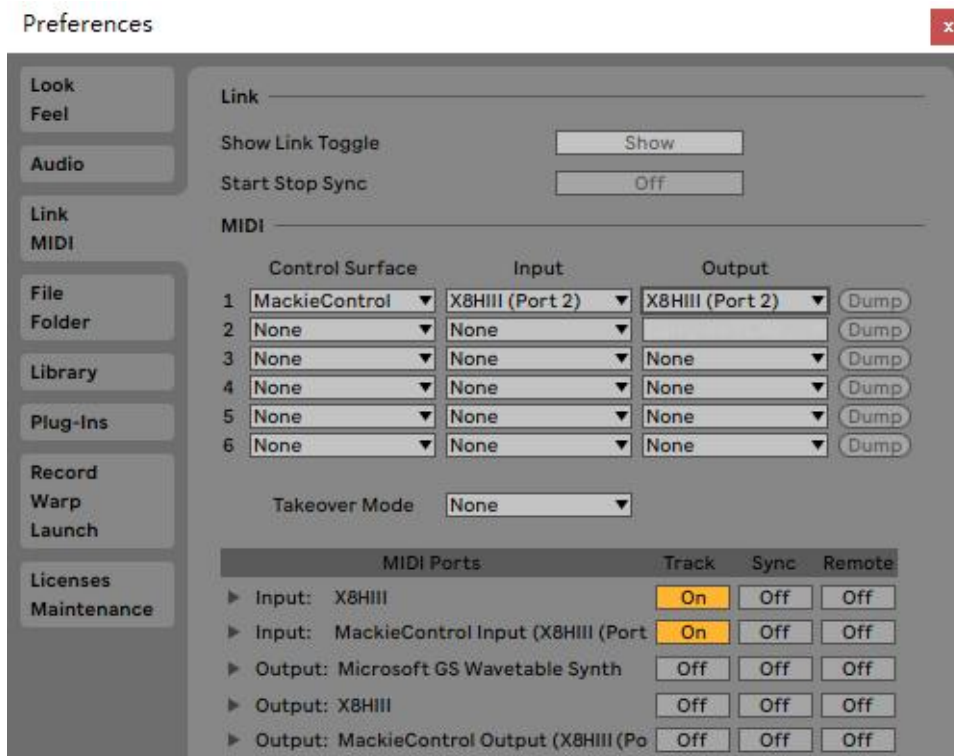 Preferences
x
Look
Feel
Audio
Link
MIDI
File
Folder
Library
Plug-Ins
Record
Warp
Launch
Licenses
Maintenance
Link
Show Link Toggle Show
Start Stop Sync Off
MIDI
Control Surface Input Output
1 MackieControl X8HIII (Port 2) X8HIII (Port 2) Dump
2 None None Dump
3 None None None Dump
4 None None None Dump
5 None None None Dump
6 None None None Dump
Takeover Mode None
MIDI Ports Track Sync Remote
Input: X8HIII On Off Off
Input: MackieControl Input (X8HIII (Port On Off Off
Output: Microsoft GS Wavetable Synth Off Off Off
Output: X8HIII Off Off Off
Output: MackieControl Output (X8HIII (Po Off Off Off